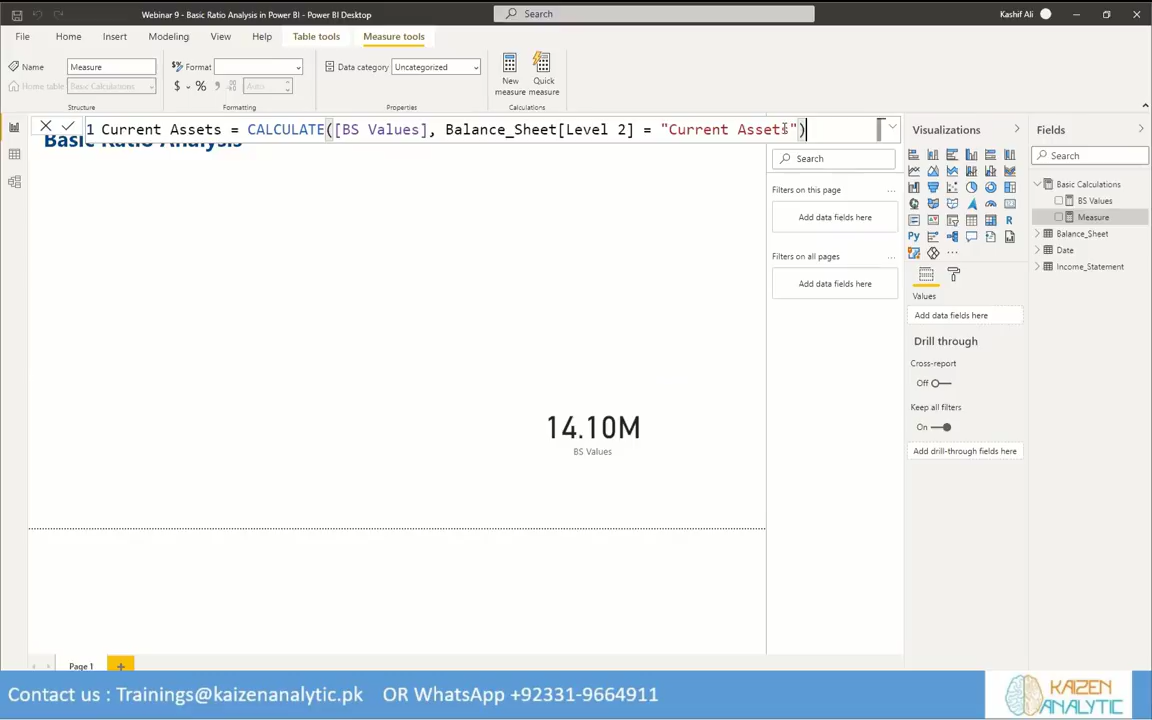 Webinar 9 - Basic Ratio Analysis in Power BI - Power BI Desktop
Search
Kashif Ali
File
Home
Insert
Modeling
View
Help
Table tools
Measure tools
Name
Measure
Home table
Basic Calculations
Structure
Format
$
%
Auto
Formatting
Data category
Uncategorized
Properties
New measure
Quick measure
Calculations
1 Current Assets = CALCULATE([BS Values], Balance_Sheet[Level 2] = "Current Assets")
Basic Ratio Analysis
14.10M
BS Values
Search
Filters on this page
...
Add data fields here
Filters on all pages
...
Add data fields here
Visualizations
R
Py
...
Values
Add data fields here
Drill through
Cross-report
Off
Keep all filters
On
Add drill-through fields here
Fields
Search
Basic Calculations
BS Values
Measure
Balance_Sheet
Date
Income_Statement
Page 1
+
Contact us : Trainings@kaizenanalytic.pk OR WhatsApp +92331-9664911
KAIZEN
ANALYTIC